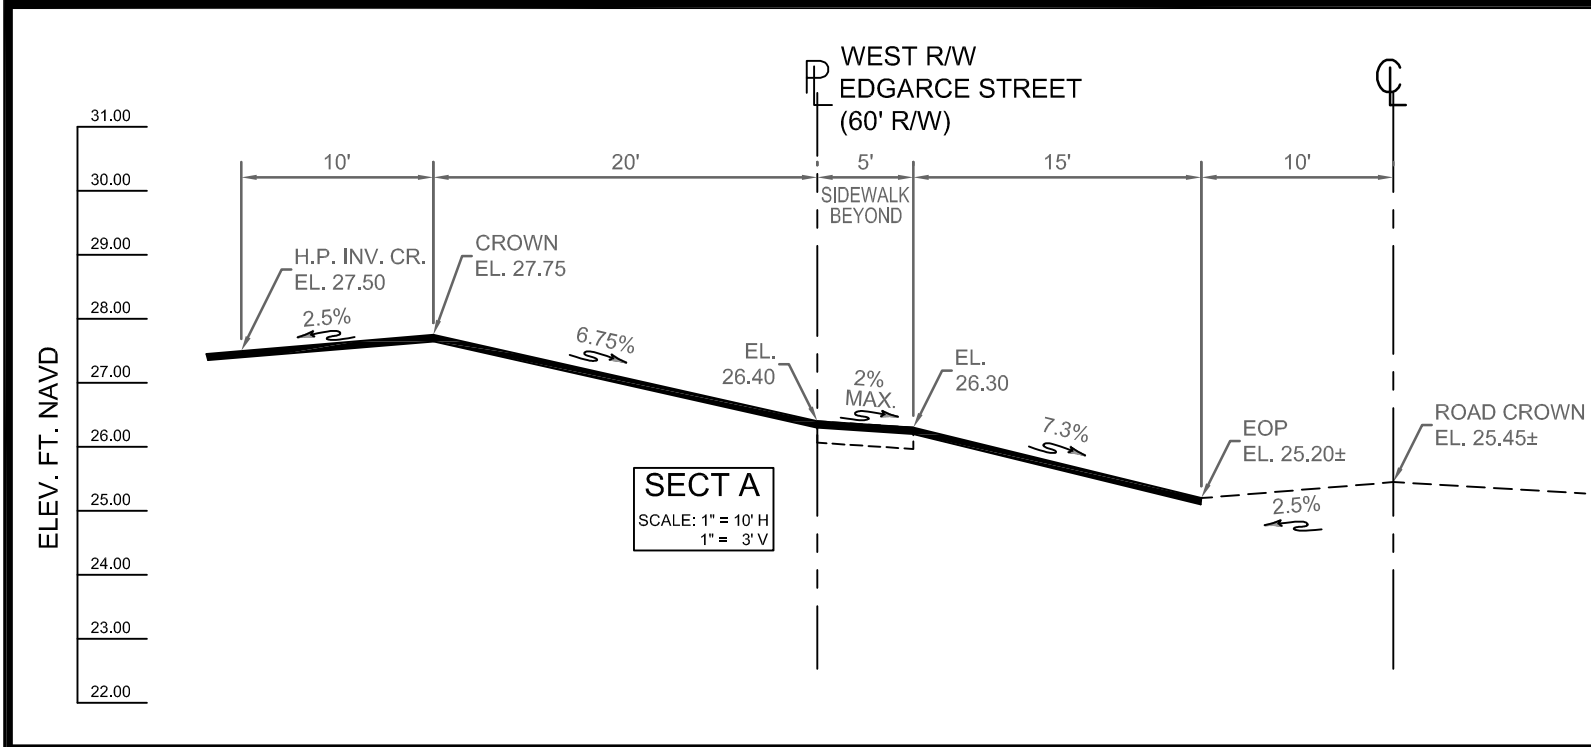 WEST R/W
EDGARCE STREET
(60' R/W)
PL
CL
31.00
30.00
29.00
28.00
27.00
26.00
25.00
24.00
23.00
22.00
ELEV. FT. NAVD
10'
20'
5'
15'
10'
SIDEWALK
BEYOND
H.P. INV. CR.
EL. 27.50
CROWN
EL. 27.75
2.5%
6.75%
EL.
26.40
2%
MAX.
EL.
26.30
7.3%
EOP
EL. 25.20±
ROAD CROWN
EL. 25.45±
2.5%
SECT A
SCALE: 1" = 10' H
1" = 3' V